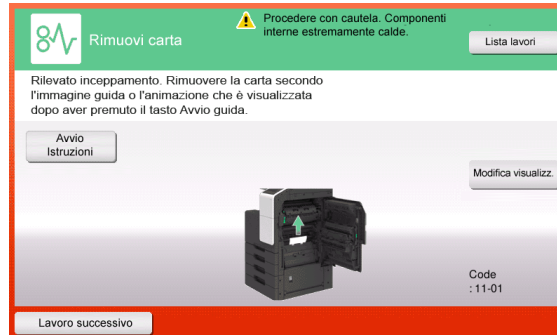 Rimuovi carta
Procedere con cautela. Componenti
interne estremamente calde.
Lista lavori
Rilevato inceppamento. Rimuovere la carta secondo
l'immagine guida o l'animazione che è visualizzata
dopo aver premuto il tasto Avvio guida.
Avvio
Istruzioni
Modifica visualizz.
Code
: 11-01
Lavoro successivo